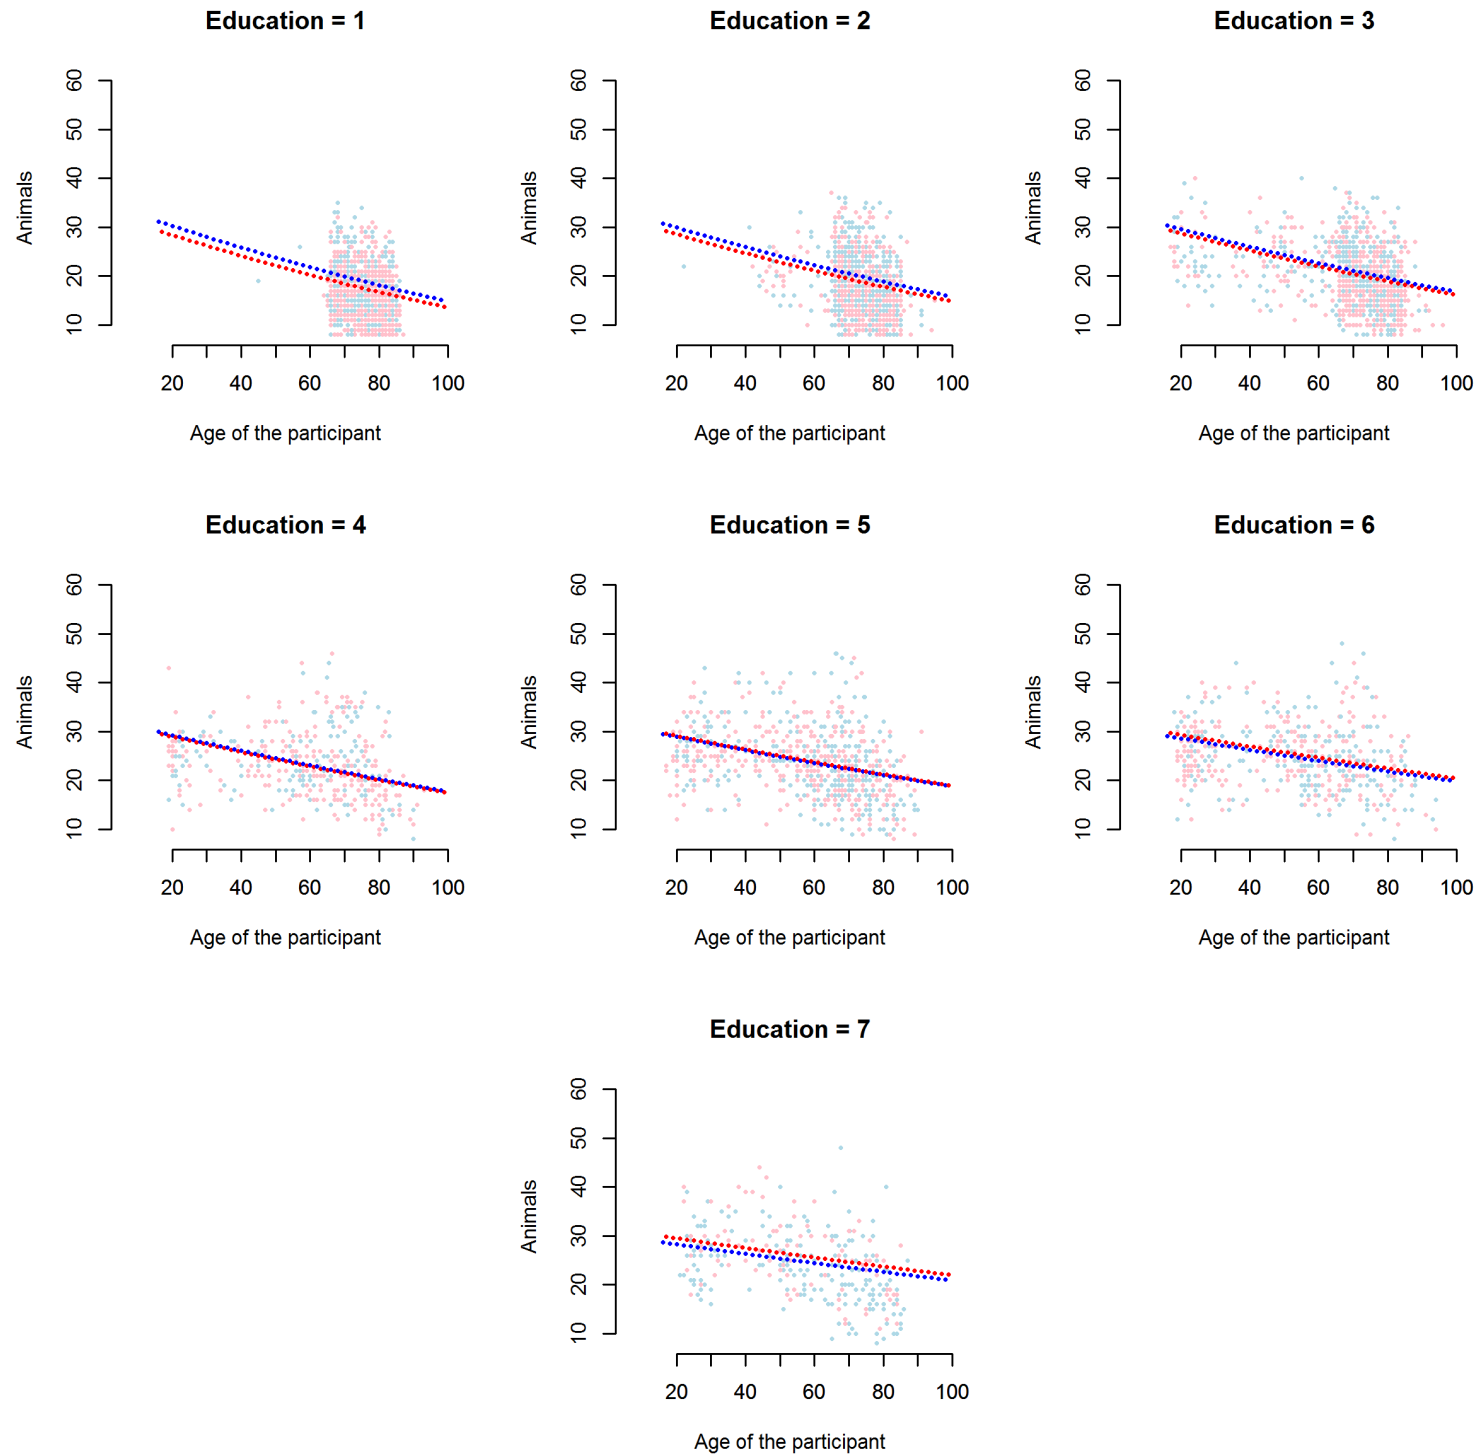 Education = 1
Education = 2
Education = 3
Animals
10 20 30 40 50 60
20 40 60 80 100
Age of the participant
Animals
10 20 30 40 50 60
20 40 60 80 100
Age of the participant
Animals
10 20 30 40 50 60
20 40 60 80 100
Age of the participant
Education = 4
Education = 5
Education = 6
Animals
10 20 30 40 50 60
20 40 60 80 100
Age of the participant
Animals
10 20 30 40 50 60
20 40 60 80 100
Age of the participant
Animals
10 20 30 40 50 60
20 40 60 80 100
Age of the participant
Education = 7
Animals
10 20 30 40 50 60
20 40 60 80 100
Age of the participant